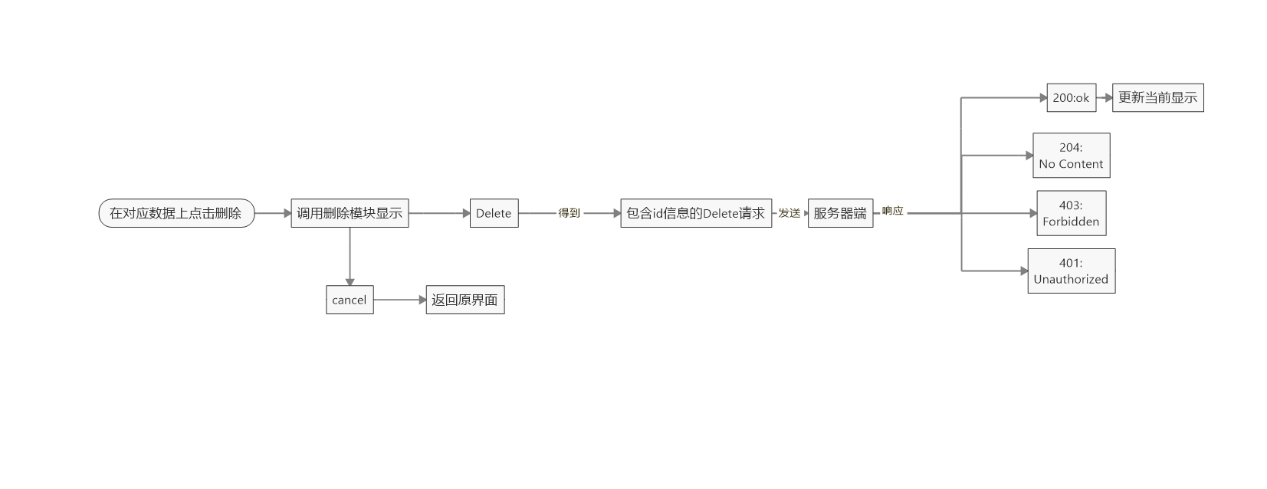 在对应数据上点击删除
调用删除模块显示
Delete
得到
包含id信息的Delete请求
发送
服务器端
响应
200:ok
更新当前显示
204:
No Content
403:
Forbidden
401:
Unauthorized
cancel
返回原界面